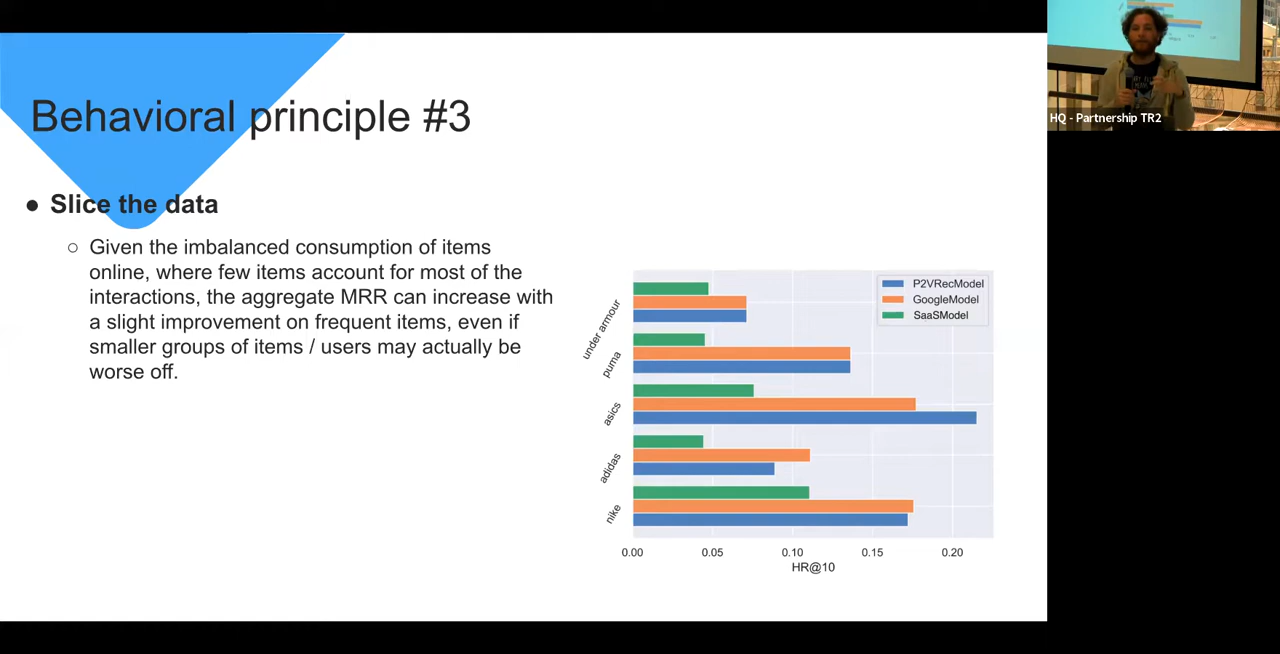 Behavioral principle #3
● Slice the data
○ Given the imbalanced consumption of items
online, where few items account for most of the
interactions, the aggregate MRR can increase with
a slight improvement on frequent items, even if
smaller groups of items / users may actually be
worse off.
P2VRecModel
GoogleModel
SaaSModel
under armour
puma
asics
adidas
nike
0.00 0.05 0.10 0.15 0.20
HR@10
HQ - Partnership TR2